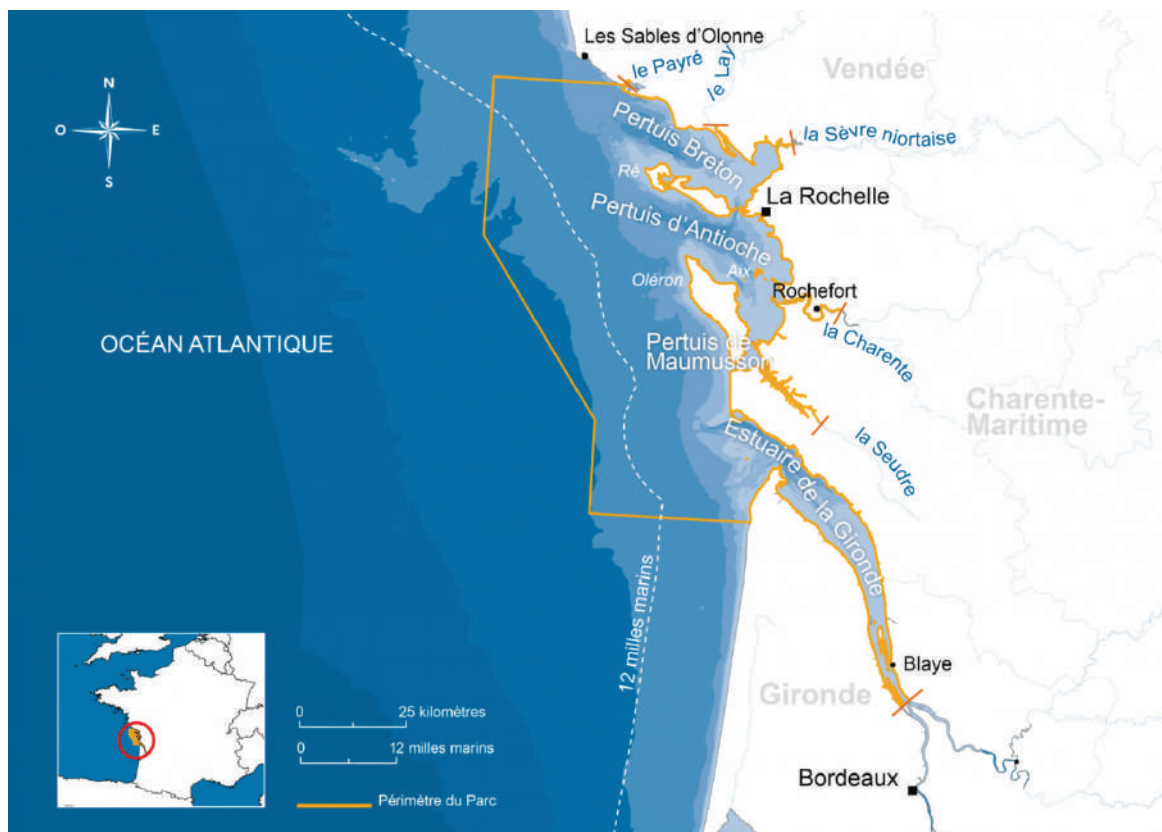 Les Sables d'Olonne
le Payré
le Lay
Vendée
N
O
E
S
Pertuis Breton
la Sèvre niortaise
Ré
La Rochelle
Pertuis d'Antioche
Oléron
Aix
Rochefort
la Charente
OCÉAN ATLANTIQUE
Pertuis de
Maumusson
Charente-
Maritime
Estuaire de la Gironde
la Seudre
12 milles marins
Blaye
Gironde
0
25 kilomètres
0
12 milles marins
Bordeaux
Périmètre du Parc